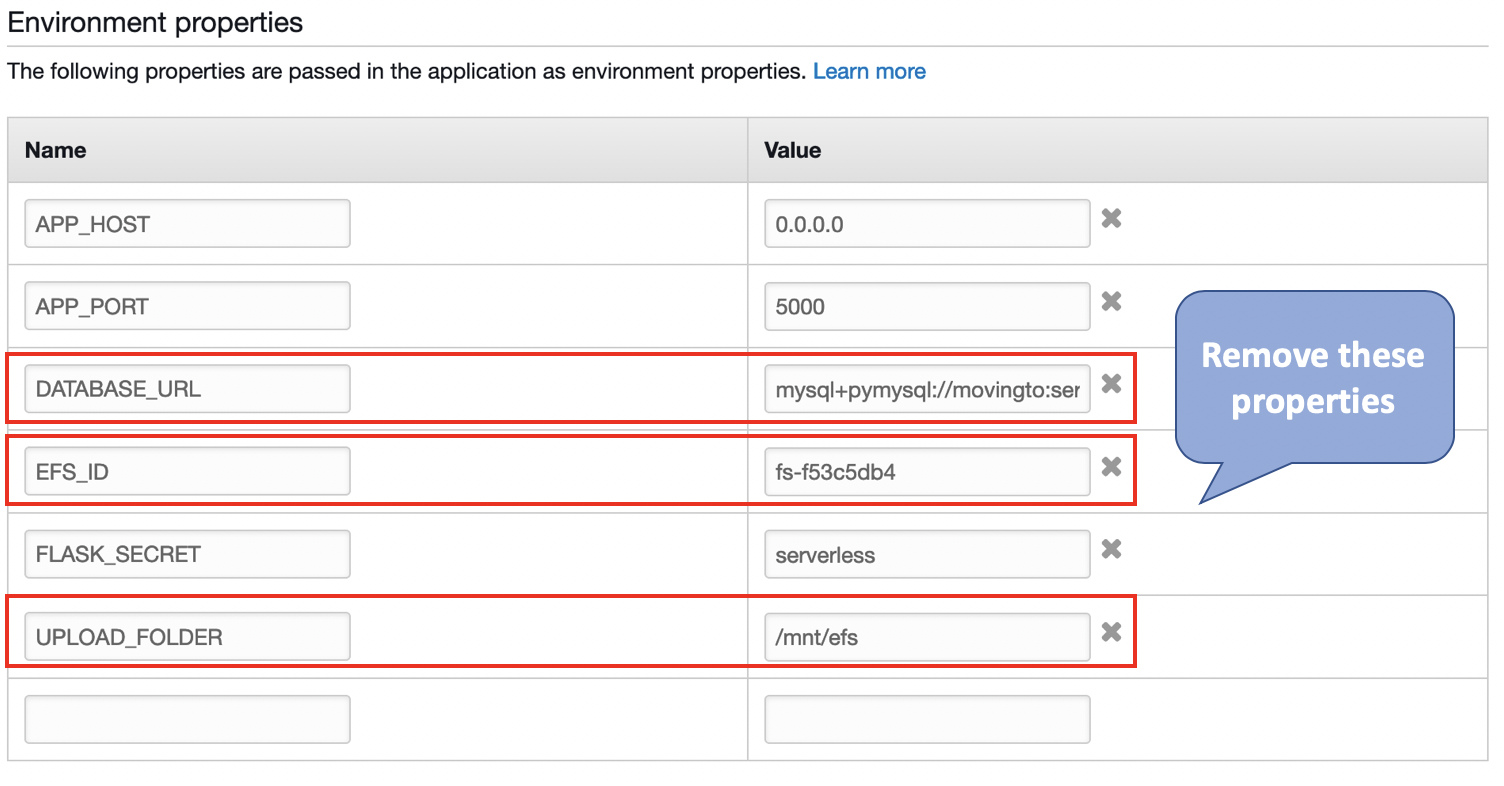 Environment properties
The following properties are passed in the application as environment properties. Learn more
Name Value
APP_HOST 0.0.0.0
APP_PORT 5000
DATABASE_URL mysql+pymysql://movingto:ser
EFS_ID fs-f53c5db4
FLASK_SECRET serverless
UPLOAD_FOLDER /mnt/efs
Remove these
properties